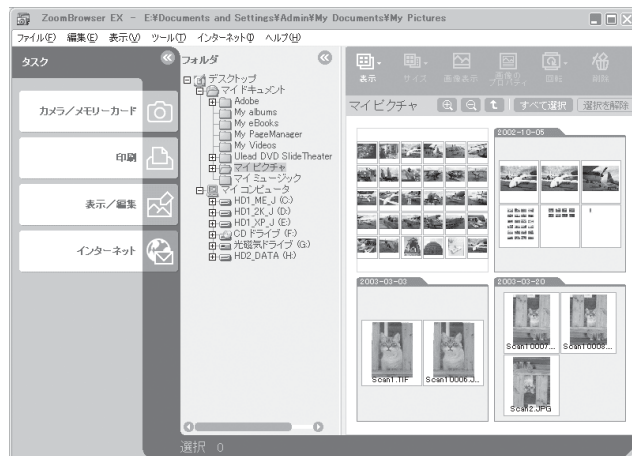 ZoomBrowser EX - E:¥Documents and Settings¥Admin¥My Documents¥My Pictures
ファイル(F) 編集(E) 表示(V) ツール(T) インターネット(I) ヘルプ(H)
タスク
カメラ/メモリーカード
印刷
表示/編集
インターネット
フォルダ
デスクトップ
マイ ドキュメント
Adobe
My albums
My eBooks
My PageManager
My Videos
Ulead DVD SlideTheater
マイ ピクチャ
マイ ミュージック
マイ コンピュータ
HD1_ME_J (C:)
HD1_2K_J (D:)
HD1_XP_J (E:)
CD ドライブ (F:)
光磁気ドライブ (G:)
HD2_DATA (H:)
表示 サイズ 画像表示 画像のプロパティ 回転 削除
マイ ピクチャ すべて選択 選択を解除
2002-10-05
2003-03-03
Scan1.TIF Scan10006.J...
2003-03-20
Scan10007... Scan10008...
Scan2.JPG
選択 0